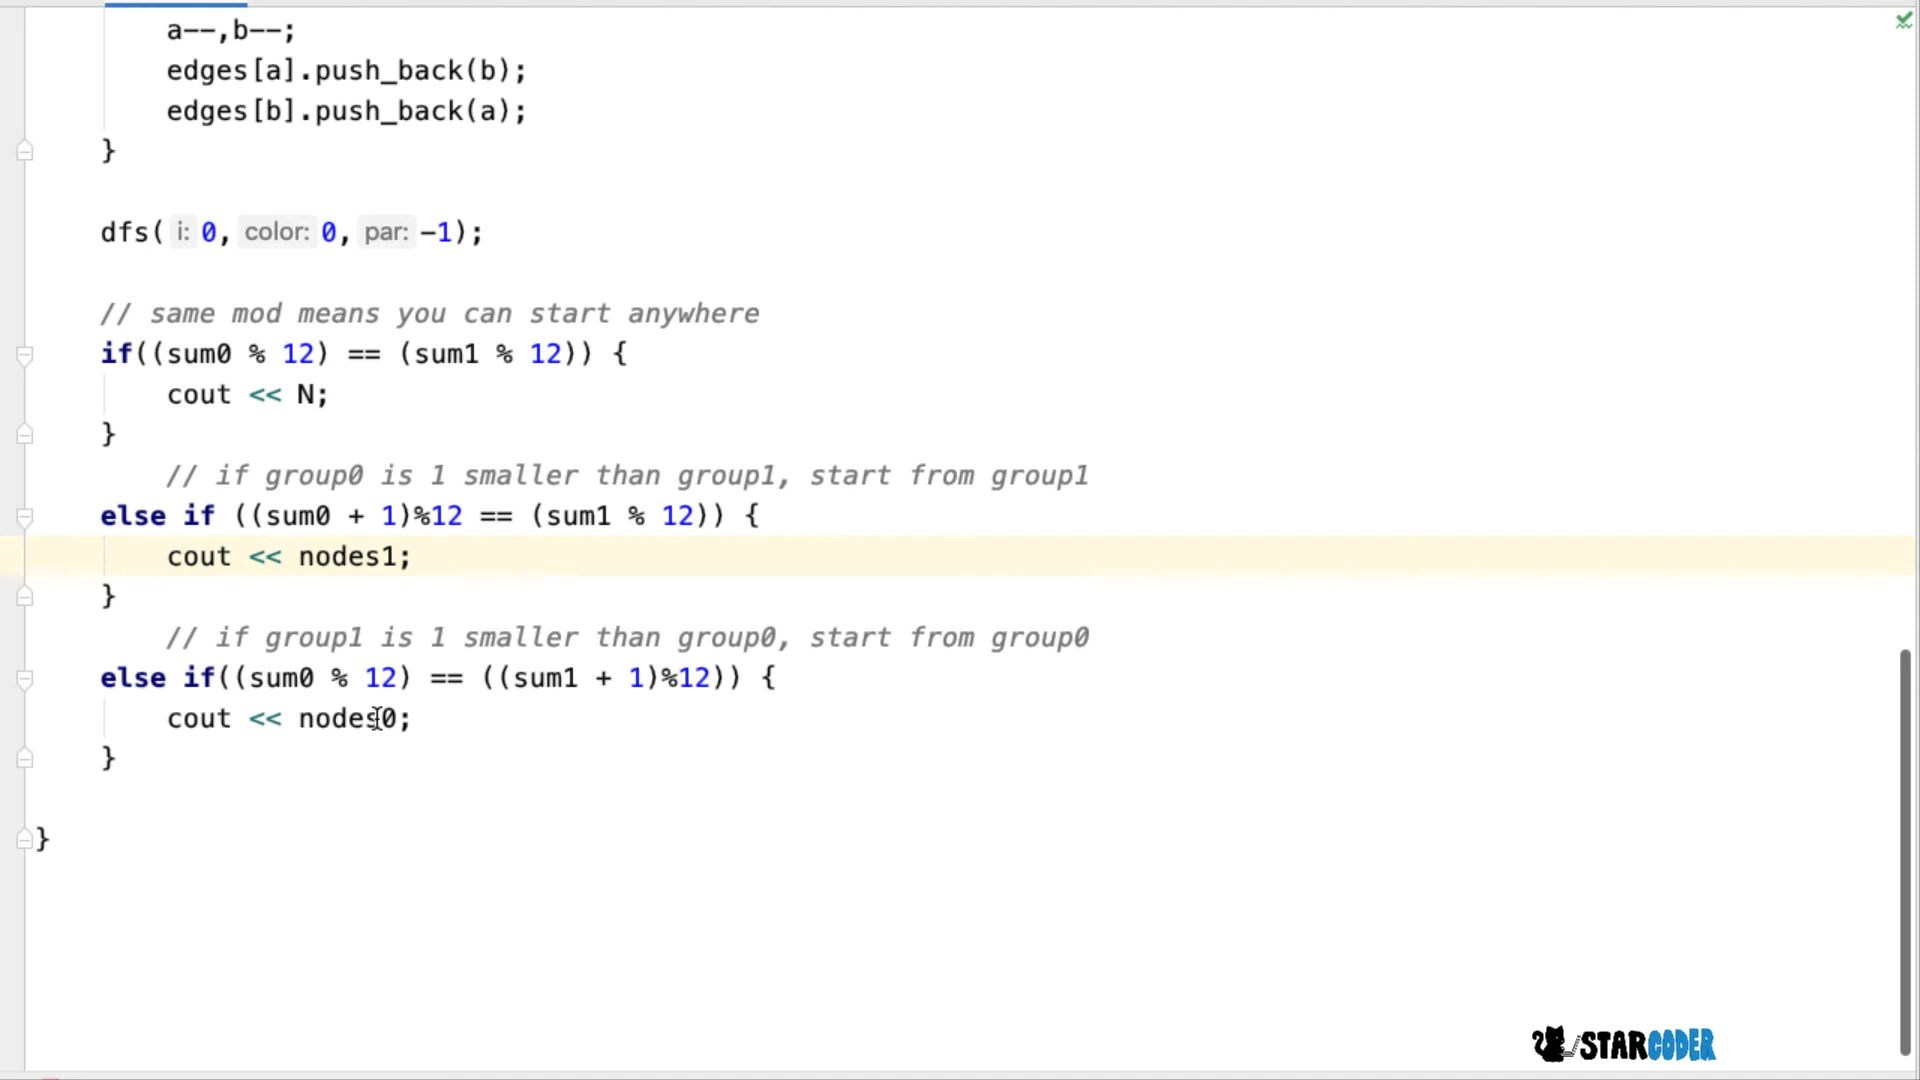 a--,b--;
edges[a].push_back(b);
edges[b].push_back(a);
}
dfs( i: 0, color: 0, par: -1);
// same mod means you can start anywhere
if((sum0 % 12) == (sum1 % 12)) {
cout << N;
}
// if group0 is 1 smaller than group1, start from group1
else if ((sum0 + 1)%12 == (sum1 % 12)) {
cout << nodes1;
}
// if group1 is 1 smaller than group0, start from group0
else if((sum0 % 12) == ((sum1 + 1)%12)) {
cout << nodes0;
}
}
STARCODER